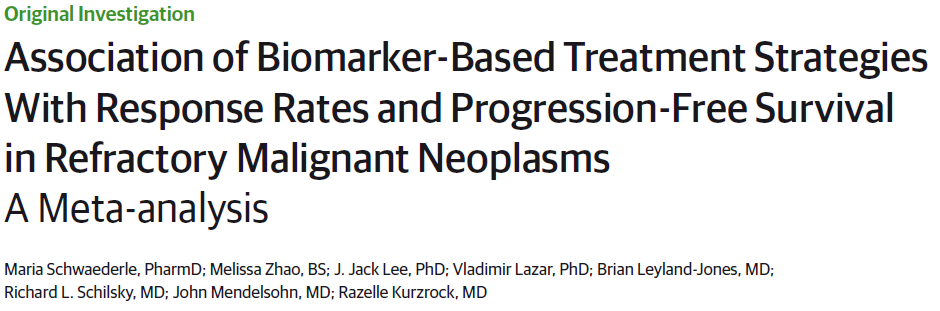 Original Investigation
Association of Biomarker-Based Treatment Strategies
With Response Rates and Progression-Free Survival
in Refractory Malignant Neoplasms
A Meta-analysis
Maria Schwaederle, PharmD; Melissa Zhao, BS; J. Jack Lee, PhD; Vladimir Lazar, PhD; Brian Leyland-Jones, MD;
Richard L. Schilsky, MD; John Mendelsohn, MD; Razelle Kurzrock, MD